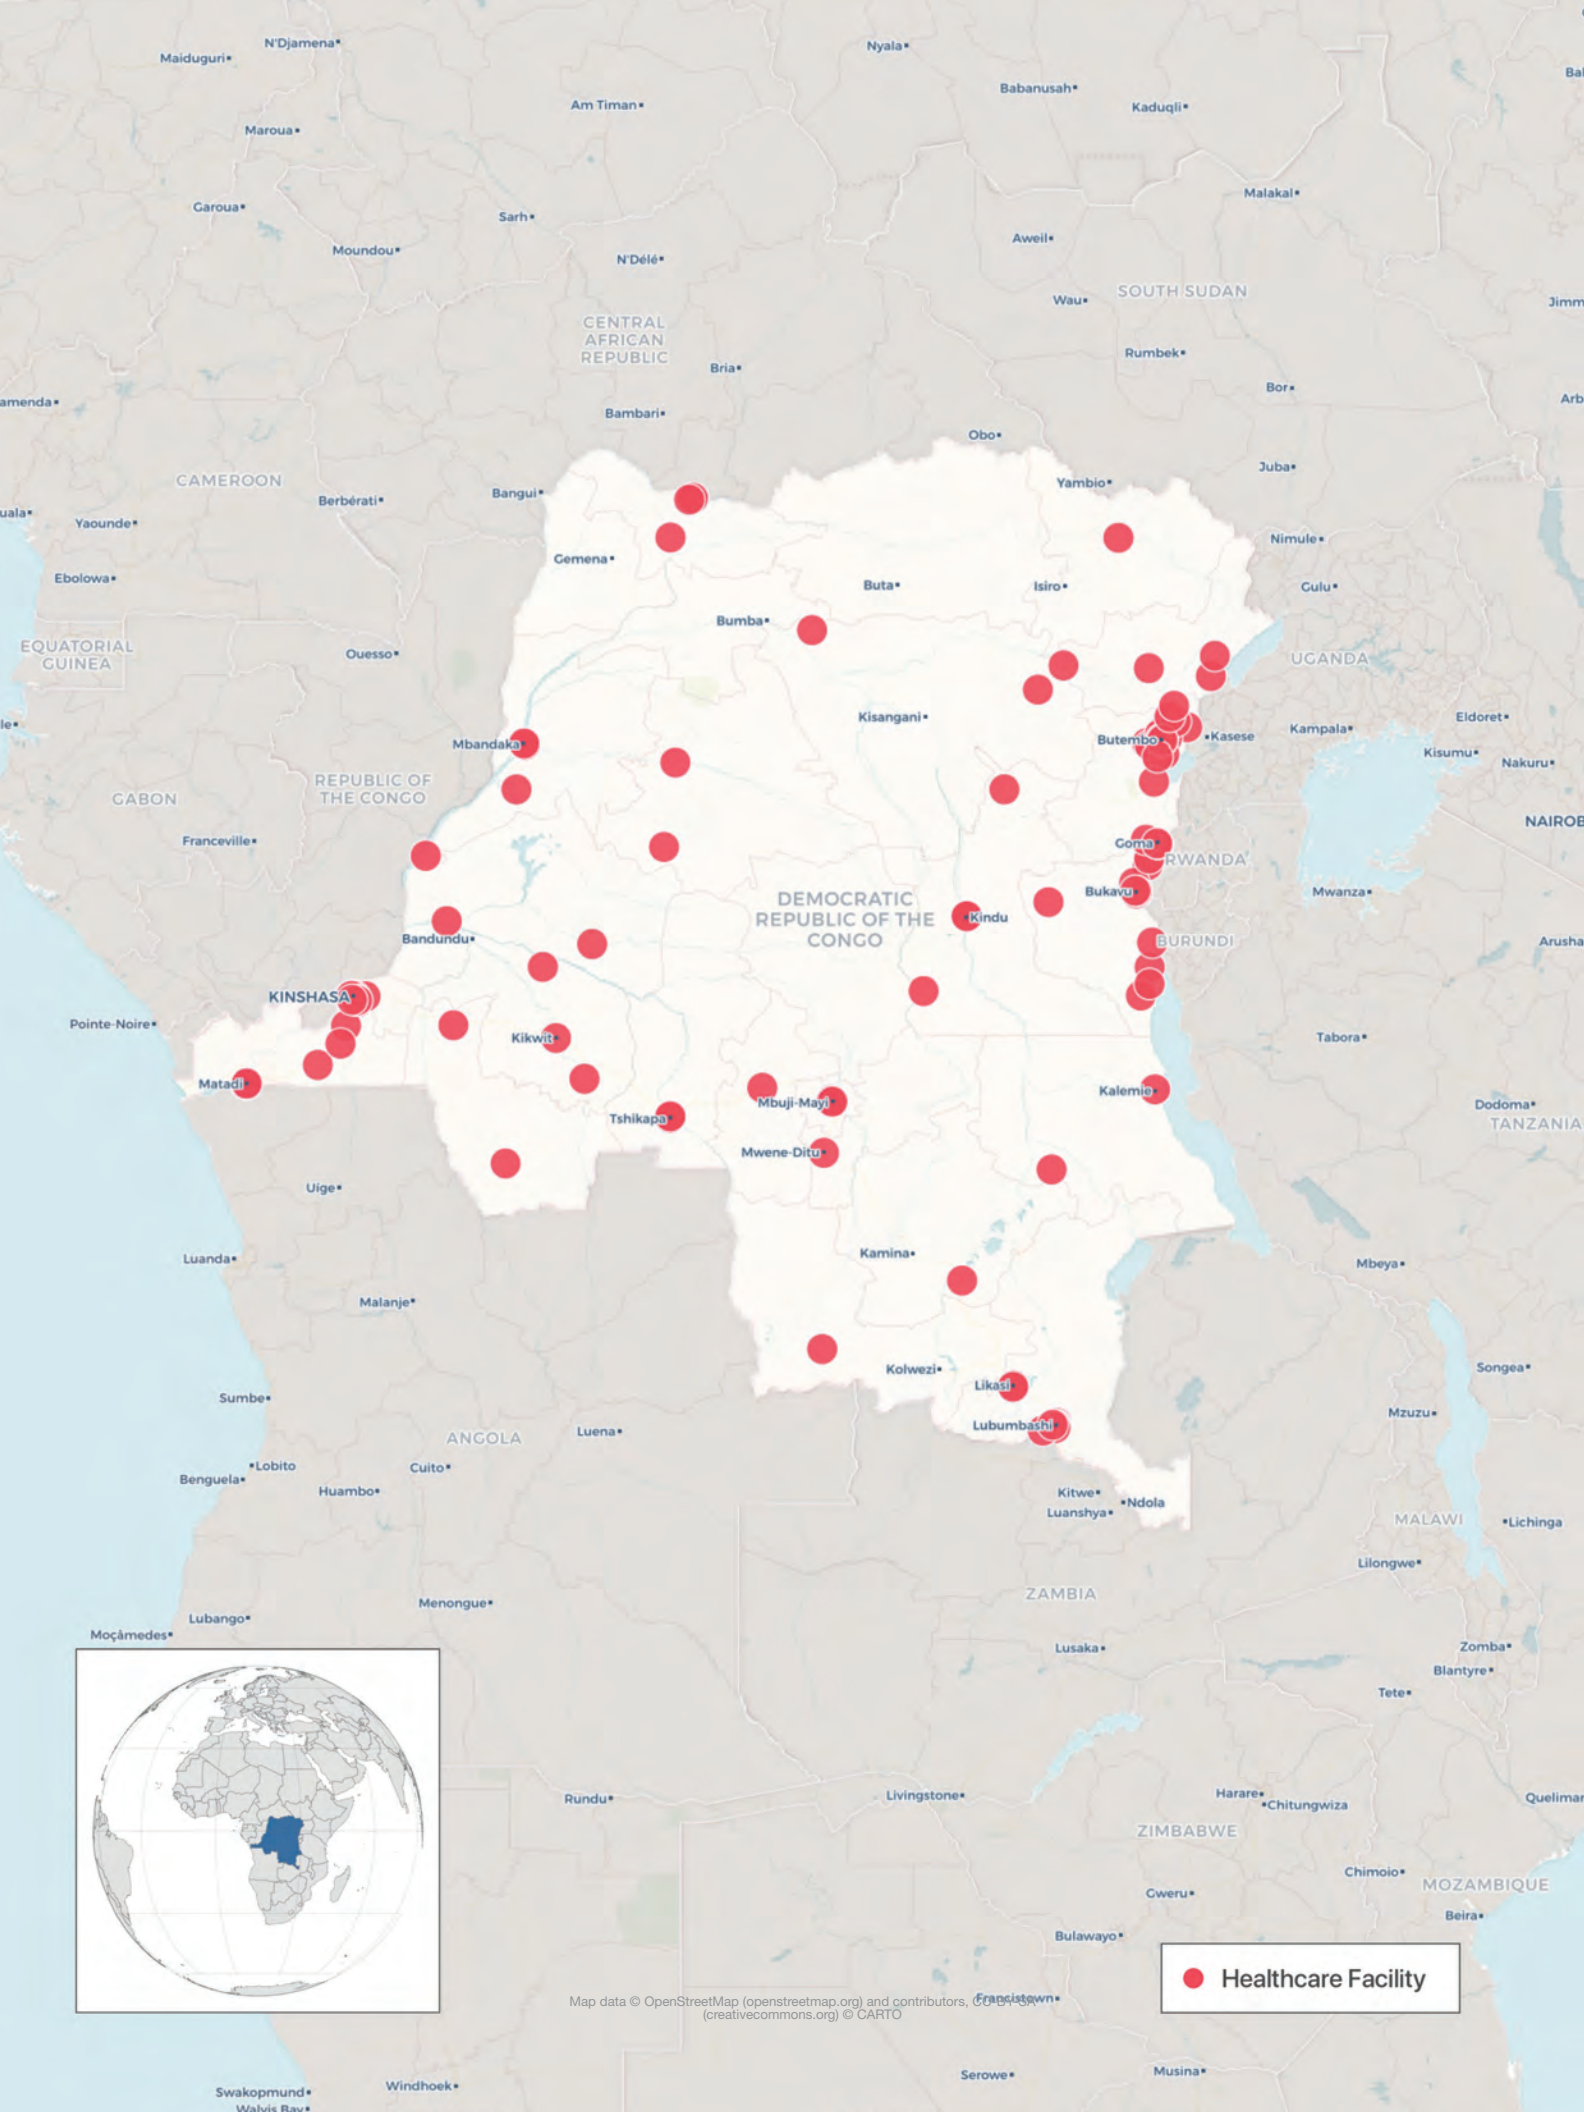 N'Djamena
Nyala
Maiduguri
Babanusah
Am Timan
Kaduqli
Maroua
Malakal
Garoua
Sarh
Aweil
Moundou
N'Délé
SOUTH SUDAN
Wau
Jimm
CENTRAL
AFRICAN
REPUBLIC
Rumbek
Bria
Bor
Arb
amenda
Bambari
Obo
Juba
CAMEROON
Yambio
Bangui
Berbérati
uala
Yaounde
Nimule
Gemena
Ebolowa
Buta
Isiro
Gulu
Bumba
EQUATORIAL
GUINEA
Ouesso
UGANDA
Kisangani
Eldoret
le
Kampala
Mbandaka
Butembo
Kasese
Kisumu
Nakuru
REPUBLIC OF
THE CONGO
GABON
NAIROB
Franceville
Goma
RWANDA
Bukavu
Mwanza
DEMOCRATIC
REPUBLIC OF THE
CONGO
Kindu
Bandundu
BURUNDI
Arusha
KINSHASA
Pointe-Noire
Kikwit
Tabora
Matadi
Kalemie
Mbuji-Mayi
Dodoma
Tshikapa
TANZANIA
Mwene-Ditu
Uige
Kamina
Luanda
Mbeya
Malanje
Kolwezi
Songea
Likasi
Sumbe
Mzuzu
Lubumbashi
Luena
ANGOLA
Lobito
Cuito
Benguela
Huambo
Kitwe
Ndola
Luanshya
MALAWI
Lichinga
Lilongwe
ZAMBIA
Menongue
Lubango
Moçâmedes
Lusaka
Zomba
Blantyre
Tete
Harare
Livingstone
Rundu
Chitungwiza
Quelimar
ZIMBABWE
Chimoio
MOZAMBIQUE
Gweru
Beira
Bulawayo
Healthcare Facility
Francistown
Map data © OpenStreetMap (openstreetmap.org) and contributors, CC-BY-SA
(creativecommons.org) © CARTO
Serowe
Musina
Windhoek
Swakopmund
Walvis Bay